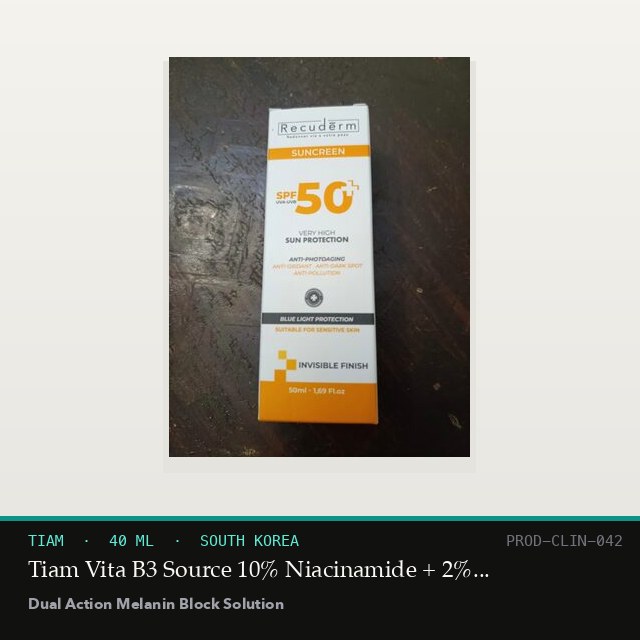 Recuderm
SUNCREEN
SPF 50+
UVA-UVB
VERY HIGH
SUN PROTECTION
ANTI-PHOTOAGING
ANTI-OXIDANT · ANTI-DARK SPOT
ANTI-POLLUTION
BLUE LIGHT PROTECTION
SUITABLE FOR SENSITIVE SKIN
INVISIBLE FINISH
50ml - 1,69 Fl.oz
TIAM · 40 ML · SOUTH KOREA
PROD-CLIN-042
Tiam Vita B3 Source 10% Niacinamide + 2%...
Dual Action Melanin Block Solution